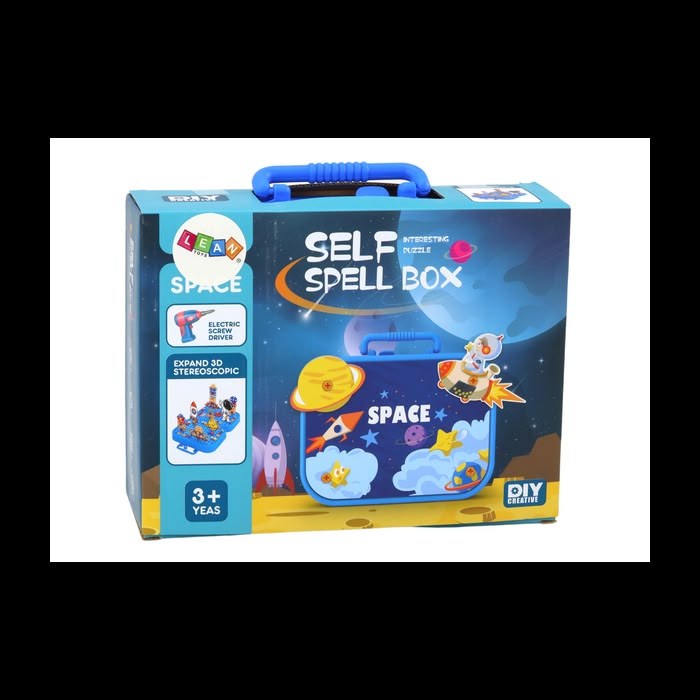 DIY
LEAN
TOYS
®
SPACE
ELECTRIC
SCREW
DRIVER
EXPAND 3D
STEREOSCOPIC
3+
YEAS
SELF
INTERESTING
PUZZLE
SPELL BOX
SPACE
DIY
CREATIVE